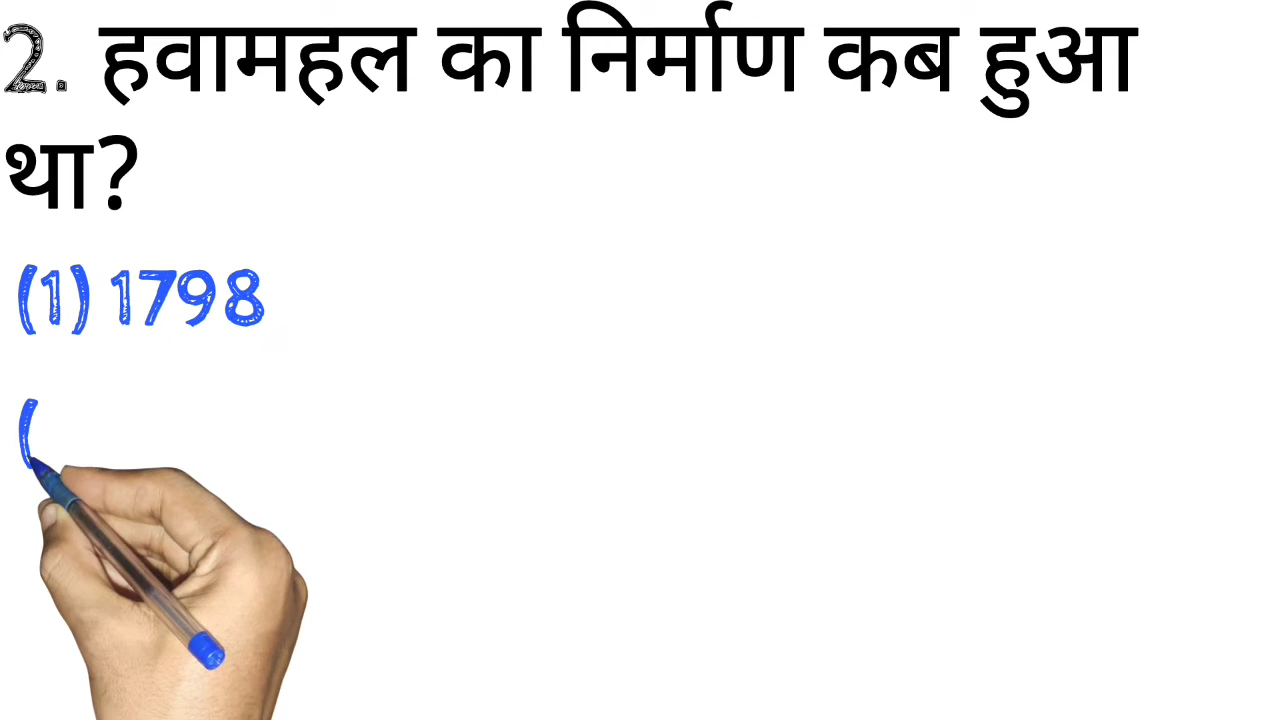 2. हवामहल का निर्माण कब हुआ
था?
(1) 1798
(